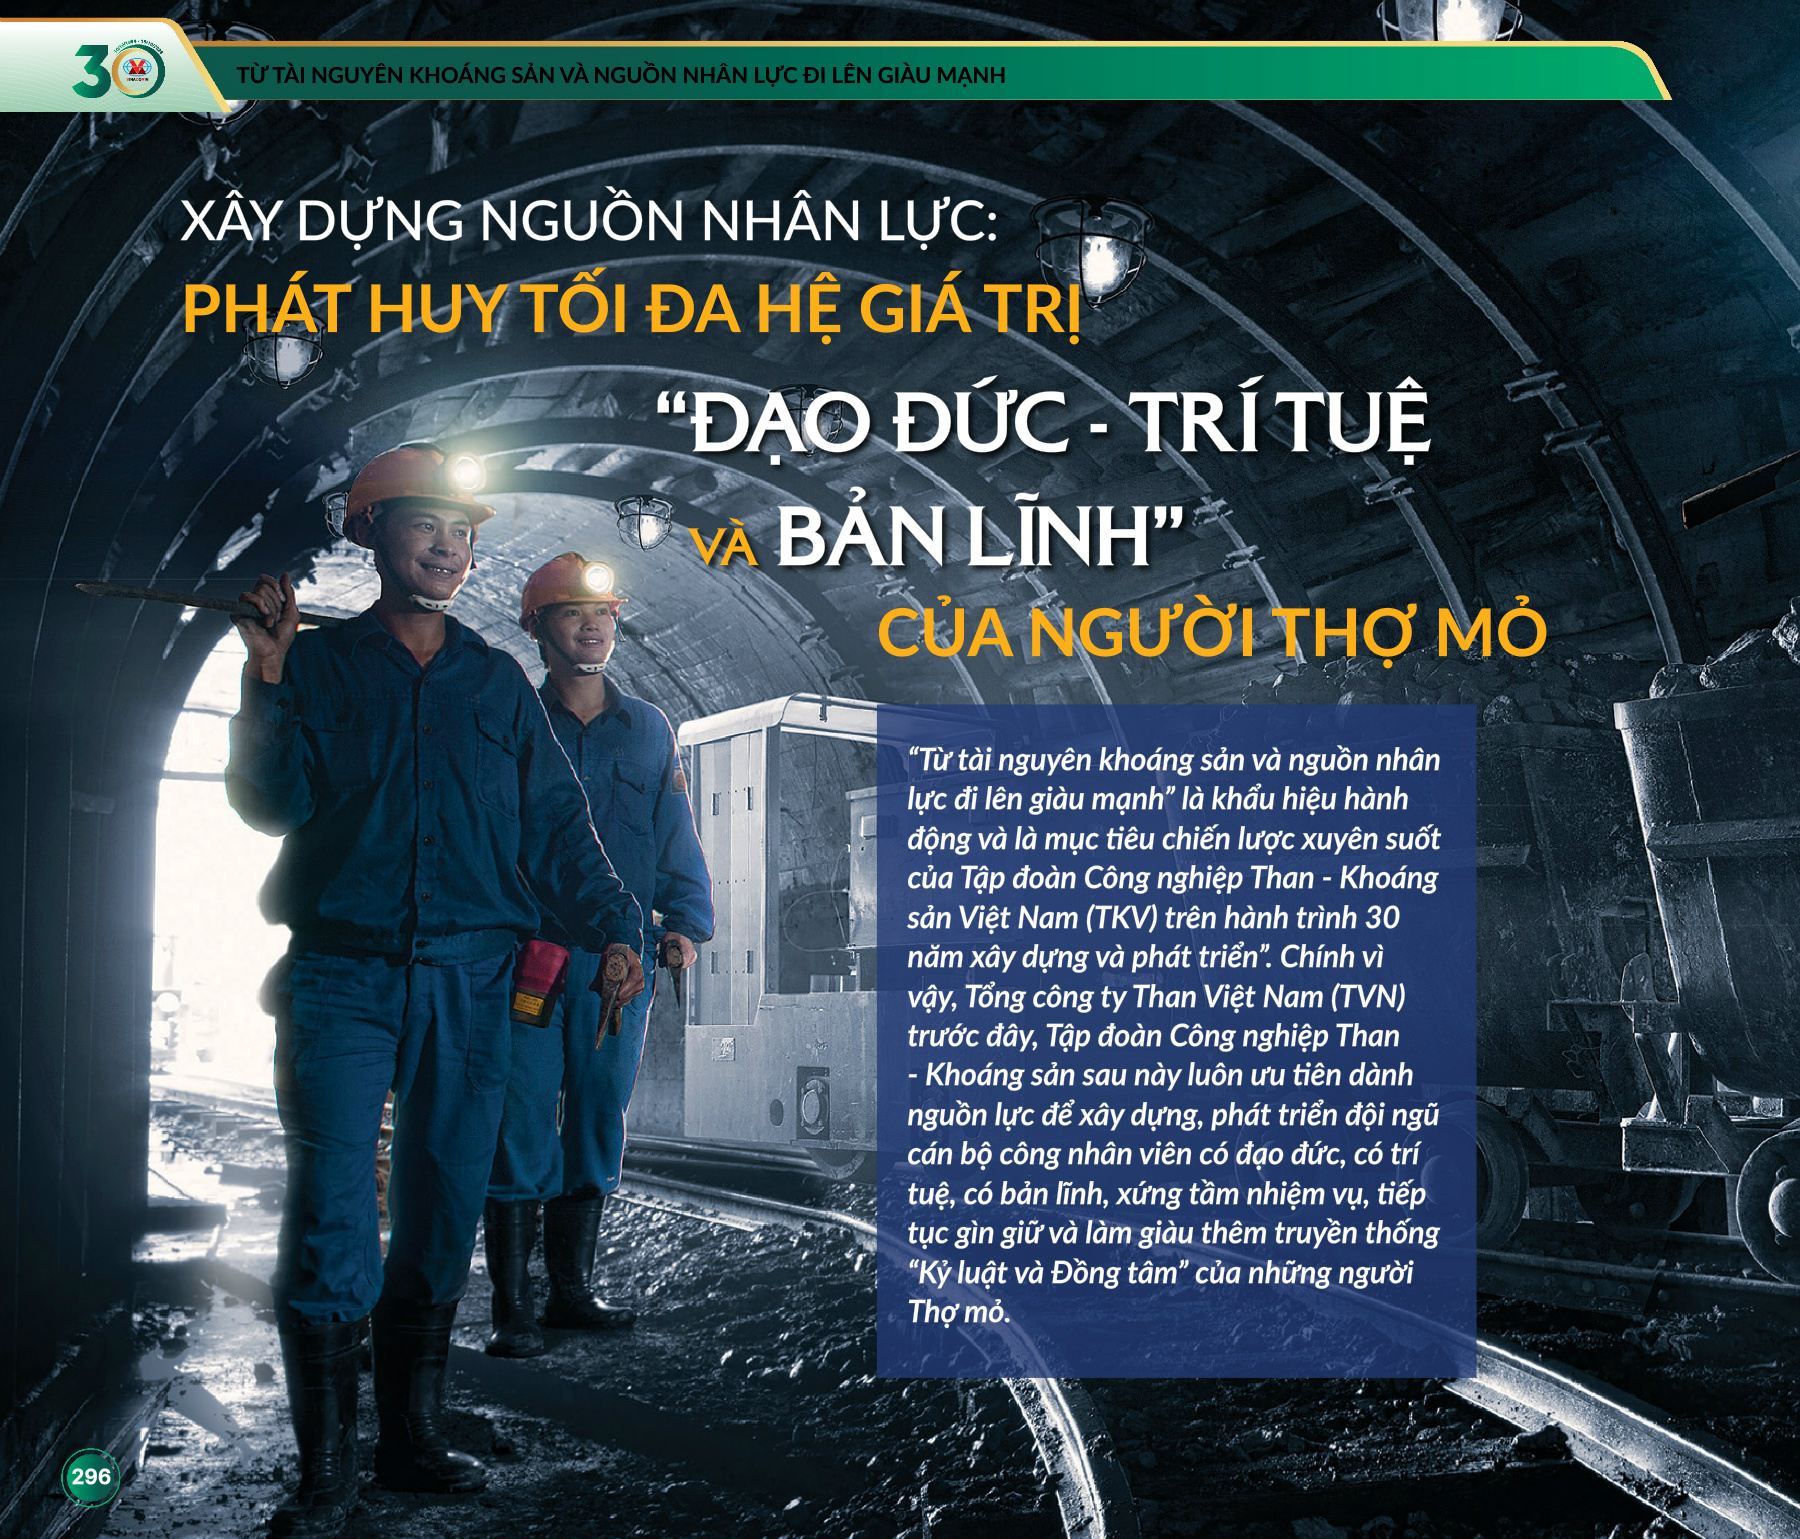 30
VINACOMIN
TỪ TÀI NGUYÊN KHOÁNG SẢN VÀ NGUỒN NHÂN LỰC ĐI LÊN GIÀU MẠNH
XÂY DỰNG NGUỒN NHÂN LỰC:
PHÁT HUY TỐI ĐA HỆ GIÁ TRỊ
“ĐẠO ĐỨC - TRÍ TUỆ
VÀ BẢN LĨNH”
CỦA NGƯỜI THỢ MỎ
“Từ tài nguyên khoáng sản và nguồn nhân
lực đi lên giàu mạnh” là khẩu hiệu hành
động và là mục tiêu chiến lược xuyên suốt
của Tập đoàn Công nghiệp Than - Khoáng
sản Việt Nam (TKV) trên hành trình 30
năm xây dựng và phát triển”. Chính vì
vậy, Tổng công ty Than Việt Nam (TVN)
trước đây, Tập đoàn Công nghiệp Than
- Khoáng sản sau này luôn ưu tiên dành
nguồn lực để xây dựng, phát triển đội ngũ
cán bộ công nhân viên có đạo đức, có trí
tuệ, có bản lĩnh, xứng tầm nhiệm vụ, tiếp
tục gìn giữ và làm giàu thêm truyền thống
“Kỷ luật và Đồng tâm” của những người
Thợ mỏ.
296